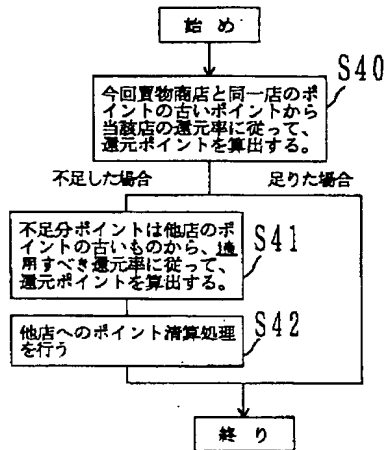 始め
S40
今回買物商店と同一店のポ
イントの古いポイントから
当該店の還元率に従って、
還元ポイントを算出する。
不足した場合
足りた場合
不足分ポイントは他店のポ
イントの古いものから、適
用すべき還元率に従って、
還元ポイントを算出する。
S41
他店へのポイント清算処理
を行う
S42
終り